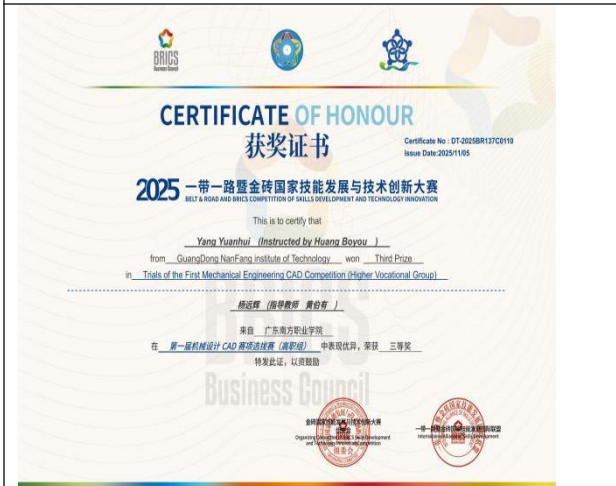 BRICS
Business Council
CERTIFICATE OF HONOUR
获奖证书
Certificate No : DT-2025BR137C0110
Issue Date:2025/11/05
2025 一带一路暨金砖国家技能发展与技术创新大赛
BELT & ROAD AND BRICS COMPETITION OF SKILLS DEVELOPMENT AND TECHNOLOGY INNOVATION
This is to certify that
Yang Yuanhui (Instructed by Huang Boyou )
from GuangDong NanFang institute of Technology won Third Prize
in Trials of the First Mechanical Engineering CAD Competition (Higher Vocational Group)
杨远辉 (指导教师 黄伯有 )
来自 广东南方职业学院
在 第一届机械设计 CAD 赛项选拔赛（高职组） 中表现优异，荣获 三等奖
特发此证，以资鼓励
BRICS
Business Council
组委会